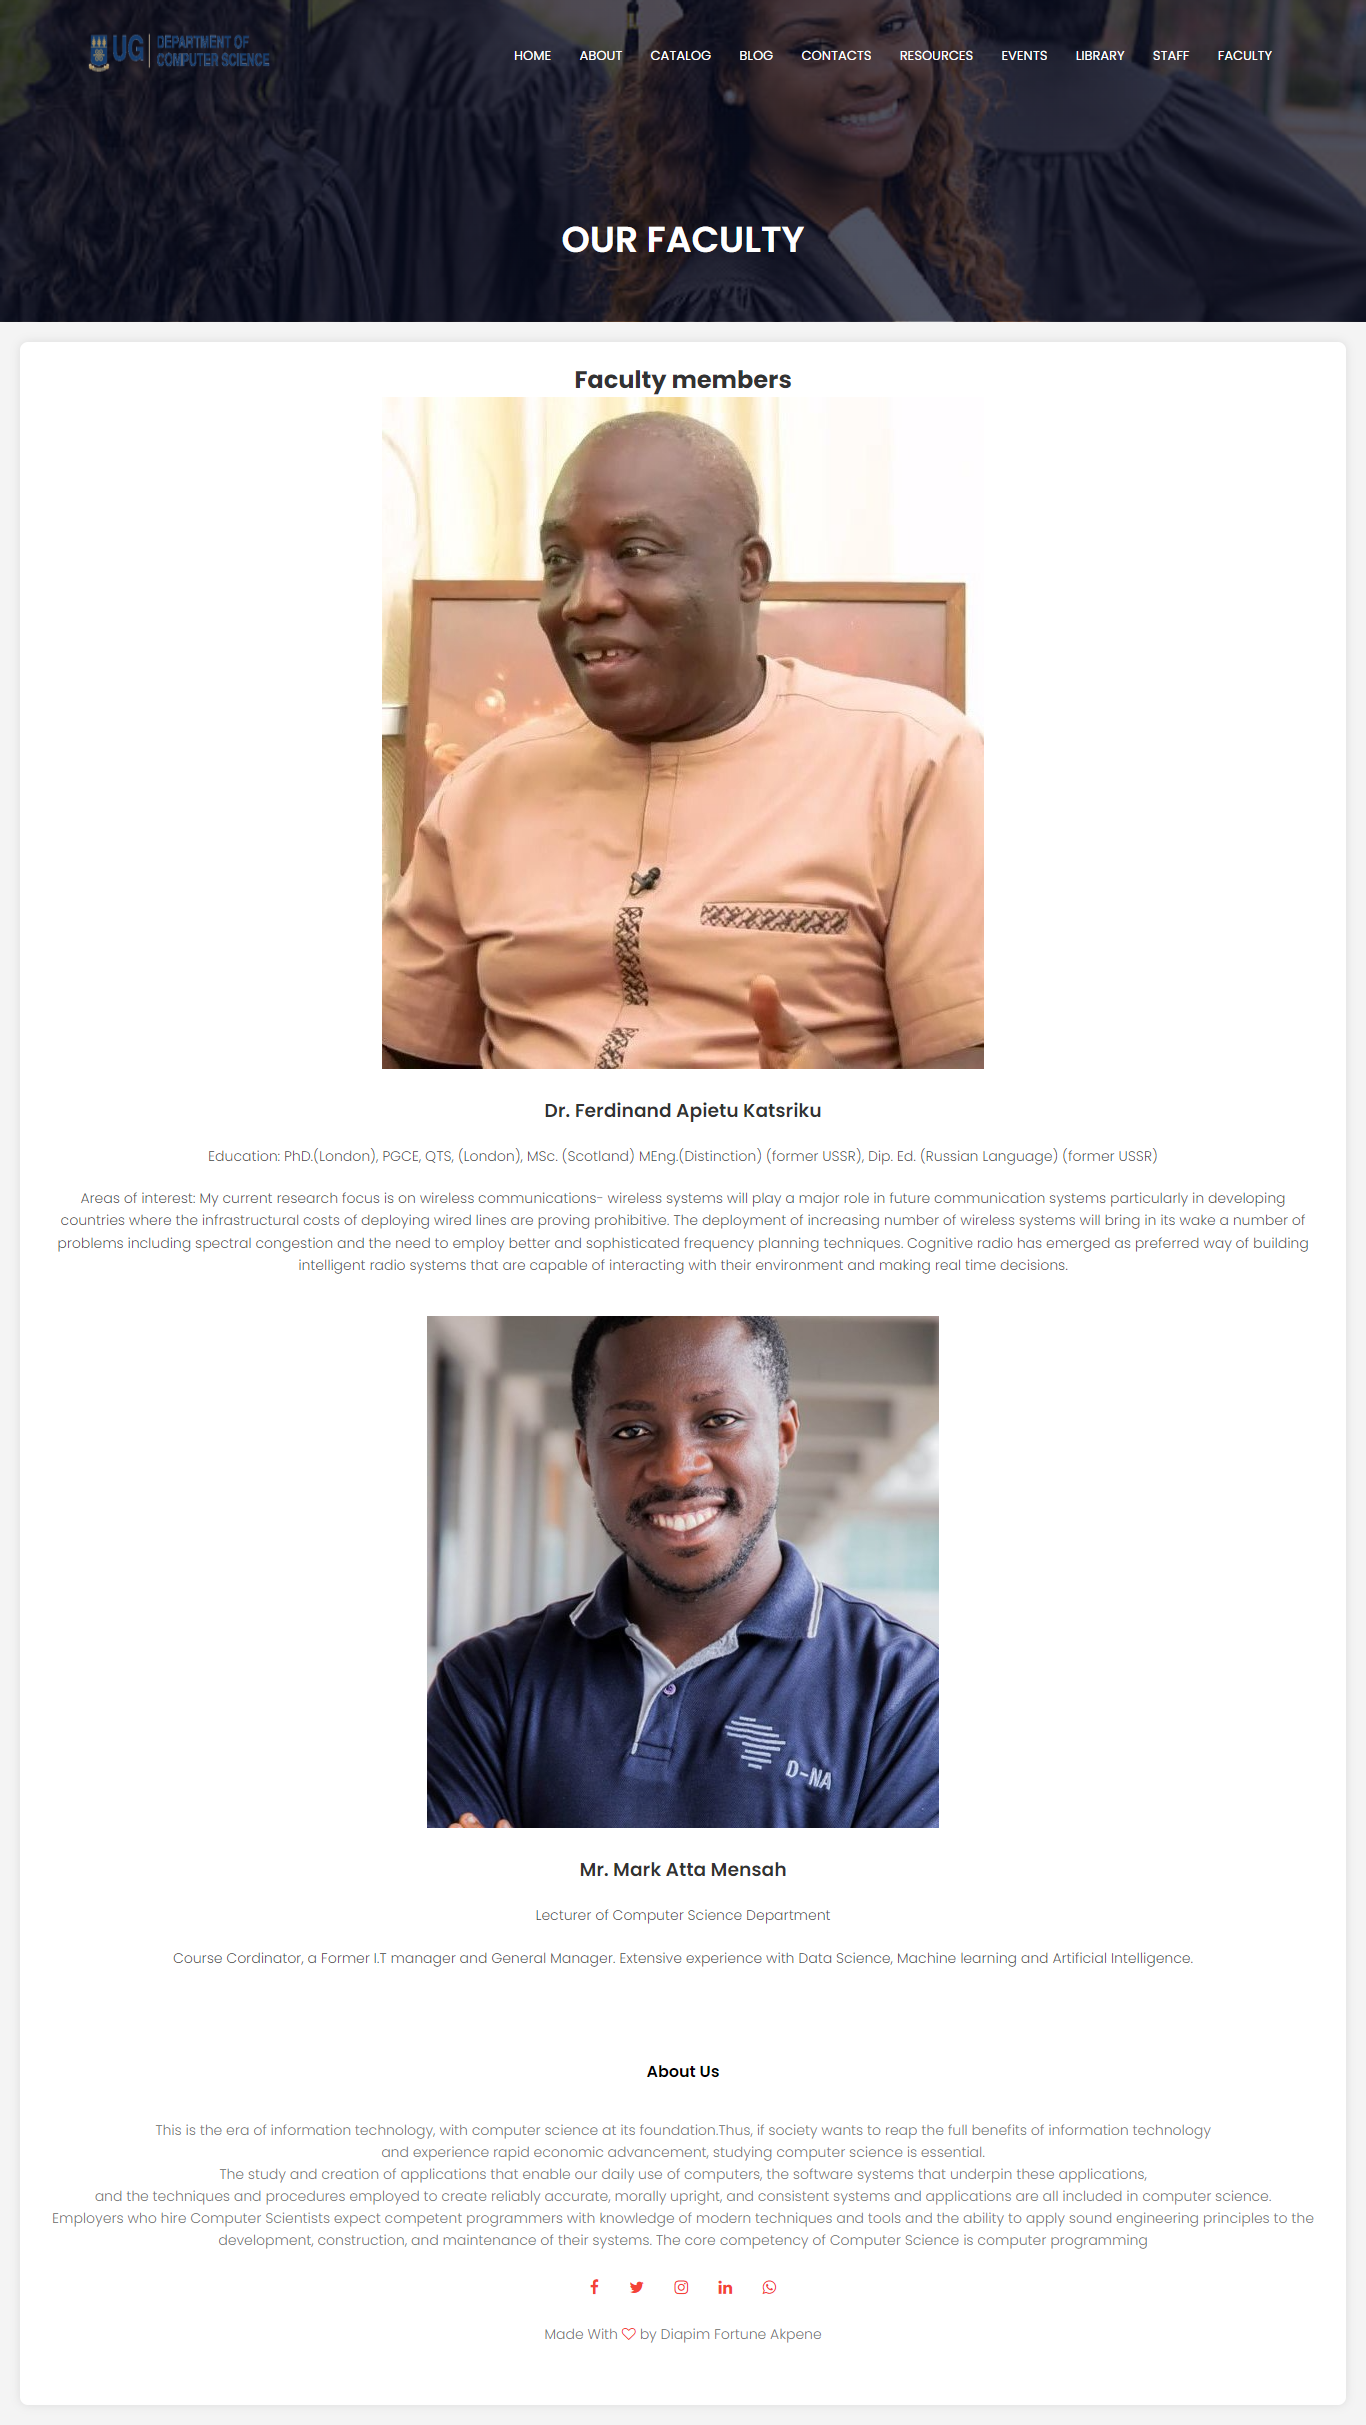 UG
DEPARTMENT OF
COMPUTER SCIENCE
HOME ABOUT CATALOG BLOG CONTACTS RESOURCES EVENTS LIBRARY STAFF FACULTY
OUR FACULTY
Faculty members
Dr. Ferdinand Apietu Katsriku
Education: PhD.(London), PGCE, QTS, (London), MSc. (Scotland) MEng.(Distinction) (former USSR), Dip. Ed. (Russian Language) (former USSR)
Areas of interest: My current research focus is on wireless communications- wireless systems will play a major role in future communication systems particularly in developing
countries where the infrastructural costs of deploying wired lines are proving prohibitive. The deployment of increasing number of wireless systems will bring in its wake a number of
problems including spectral congestion and the need to employ better and sophisticated frequency planning techniques. Cognitive radio has emerged as preferred way of building
intelligent radio systems that are capable of interacting with their environment and making real time decisions.
D-NA
Mr. Mark Atta Mensah
Lecturer of Computer Science Department
Course Cordinator, a Former I.T manager and General Manager. Extensive experience with Data Science, Machine learning and Artificial Intelligence.
About Us
This is the era of information technology, with computer science at its foundation.Thus, if society wants to reap the full benefits of information technology
and experience rapid economic advancement, studying computer science is essential.
The study and creation of applications that enable our daily use of computers, the software systems that underpin these applications,
and the techniques and procedures employed to create reliably accurate, morally upright, and consistent systems and applications are all included in computer science.
Employers who hire Computer Scientists expect competent programmers with knowledge of modern techniques and tools and the ability to apply sound engineering principles to the
development, construction, and maintenance of their systems. The core competency of Computer Science is computer programming
Made With ♡ by Diapim Fortune Akpene